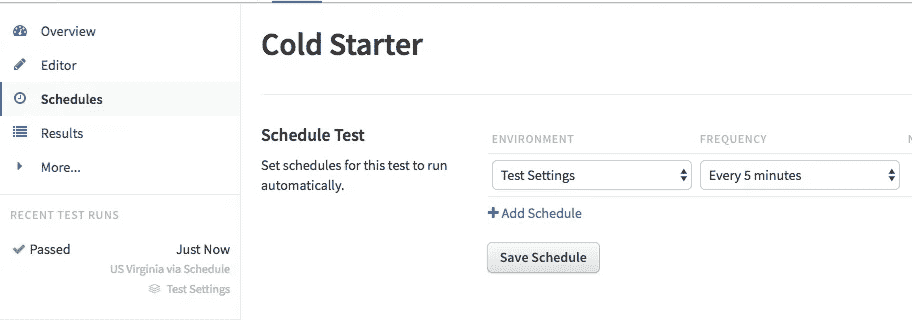 Overview
Editor
Schedules
Results
More...
RECENT TEST RUNS
Passed Just Now
US Virginia via Schedule
Test Settings
Cold Starter
Schedule Test
Set schedules for this test to run
automatically.
ENVIRONMENT FREQUENCY
Test Settings Every 5 minutes
Add Schedule
Save Schedule